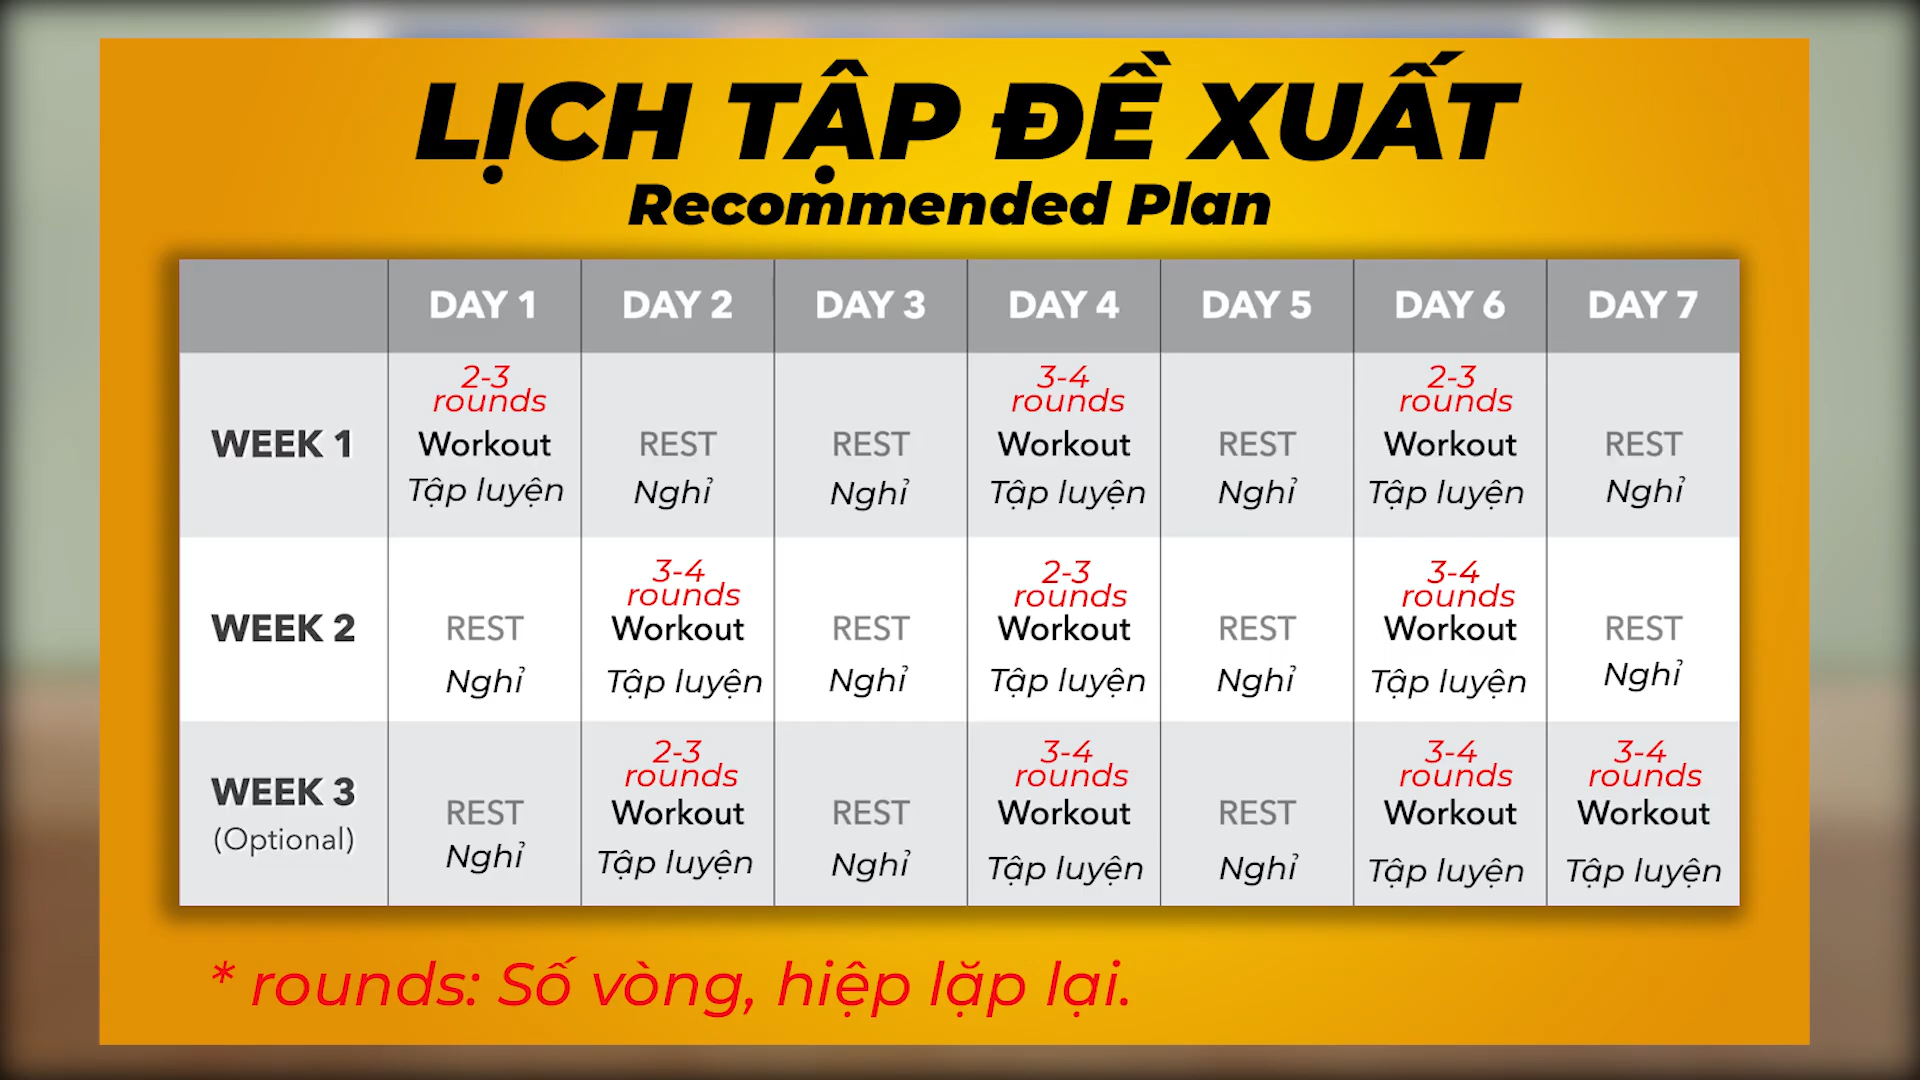 LỊCH TẬP ĐỀ XUẤT
Recommended Plan
DAY 1 DAY 2 DAY 3 DAY 4 DAY 5 DAY 6 DAY 7
WEEK 1
2-3
rounds
Workout
Tập luyện
REST
Nghỉ
REST
Nghỉ
3-4
rounds
Workout
Tập luyện
REST
Nghỉ
2-3
rounds
Workout
Tập luyện
REST
Nghỉ
WEEK 2
REST
Nghỉ
3-4
rounds
Workout
Tập luyện
REST
Nghỉ
2-3
rounds
Workout
Tập luyện
REST
Nghỉ
3-4
rounds
Workout
Tập luyện
REST
Nghỉ
WEEK 3
(Optional)
REST
Nghỉ
2-3
rounds
Workout
Tập luyện
REST
Nghỉ
3-4
rounds
Workout
Tập luyện
REST
Nghỉ
3-4
rounds
Workout
Tập luyện
3-4
rounds
Workout
Tập luyện
* rounds: Số vòng, hiệp lặp lại.